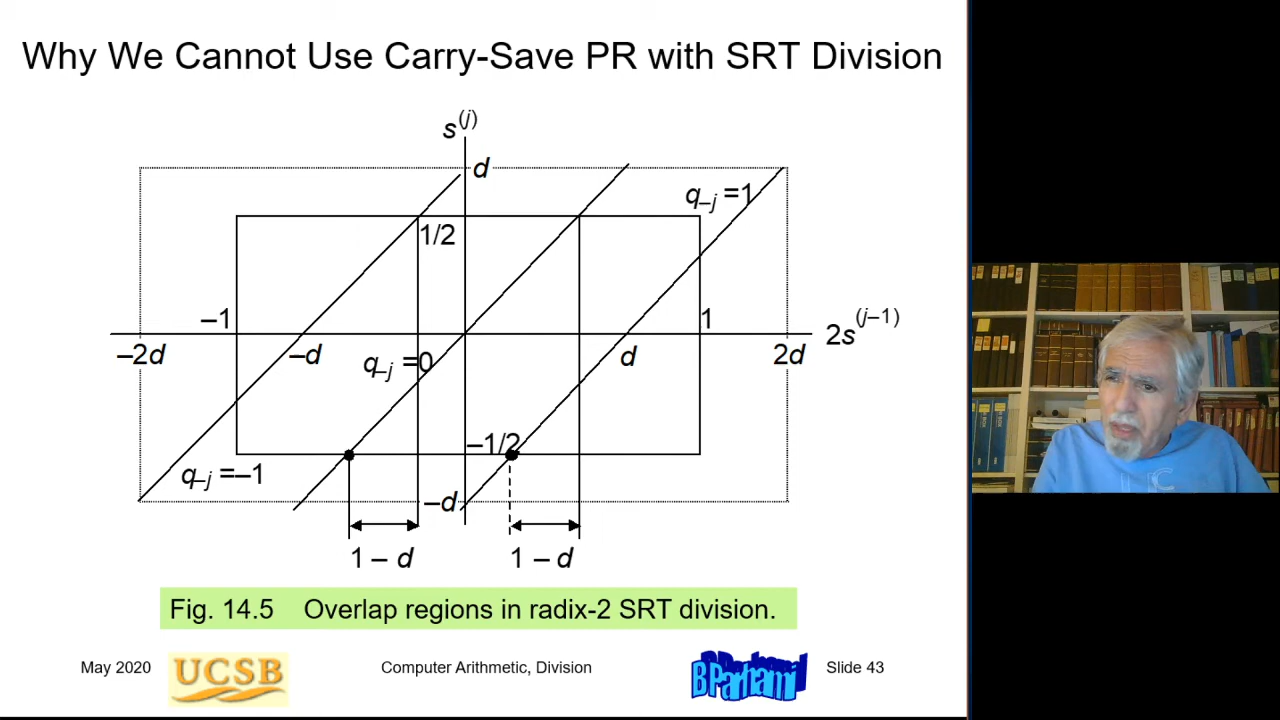 Why We Cannot Use Carry-Save PR with SRT Division
s(j)
d
q–j =1
1/2
–1
1
2s(j–1)
–2d
–d
d
2d
q–j =0
–1/2
q–j =–1
–d
1 – d
1 – d
Fig. 14.5 Overlap regions in radix-2 SRT division.
May 2020
UCSB
Computer Arithmetic, Division
B Parhami
Slide 43